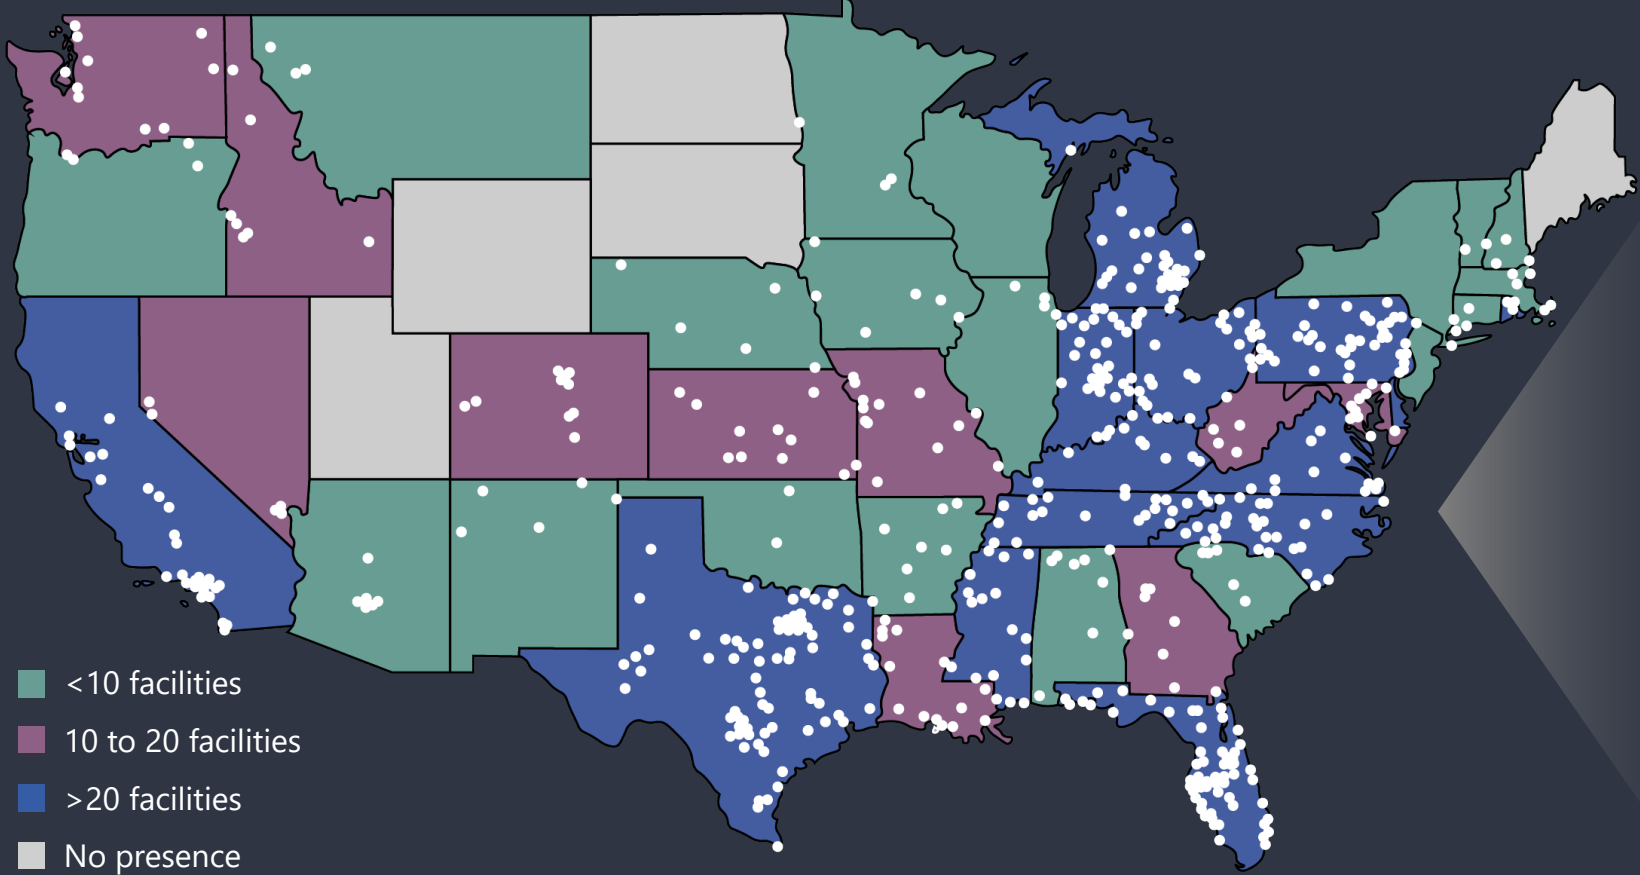 <10 facilities
10 to 20 facilities
>20 facilities
No presence